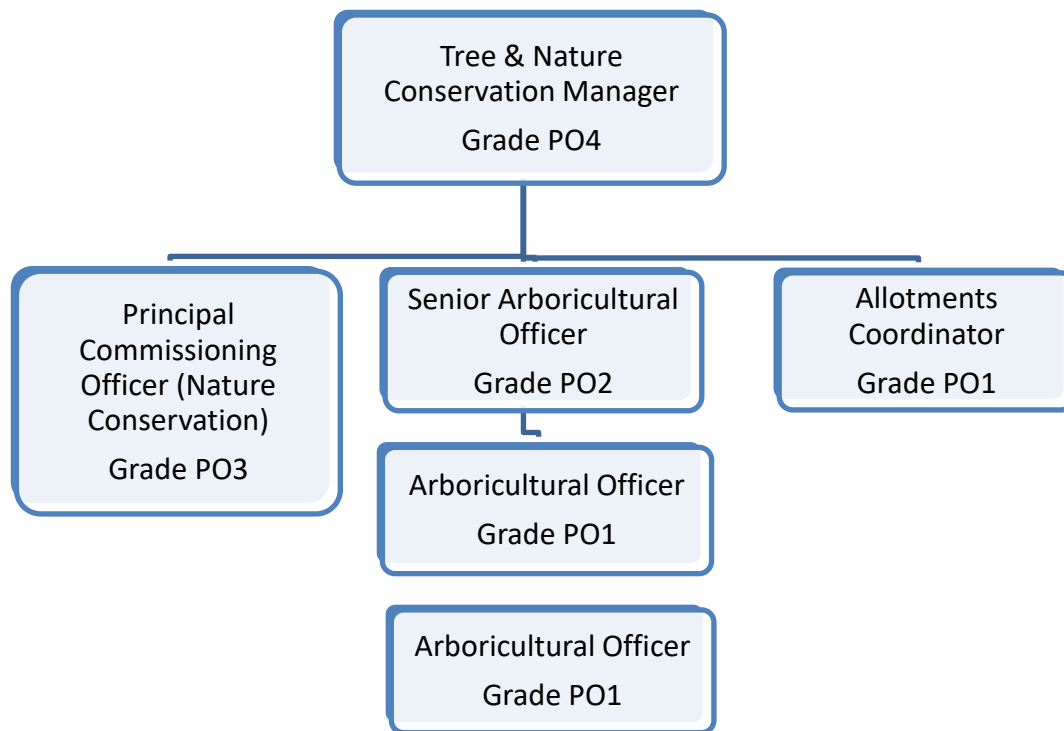 Tree & Nature
Conservation Manager
Grade PO4
Principal
Commissioning
Officer (Nature
Conservation)
Grade PO3
Senior Arboricultural
Officer
Grade PO2
Allotments
Coordinator
Grade PO1
Arboricultural Officer
Grade PO1
Arboricultural Officer
Grade PO1